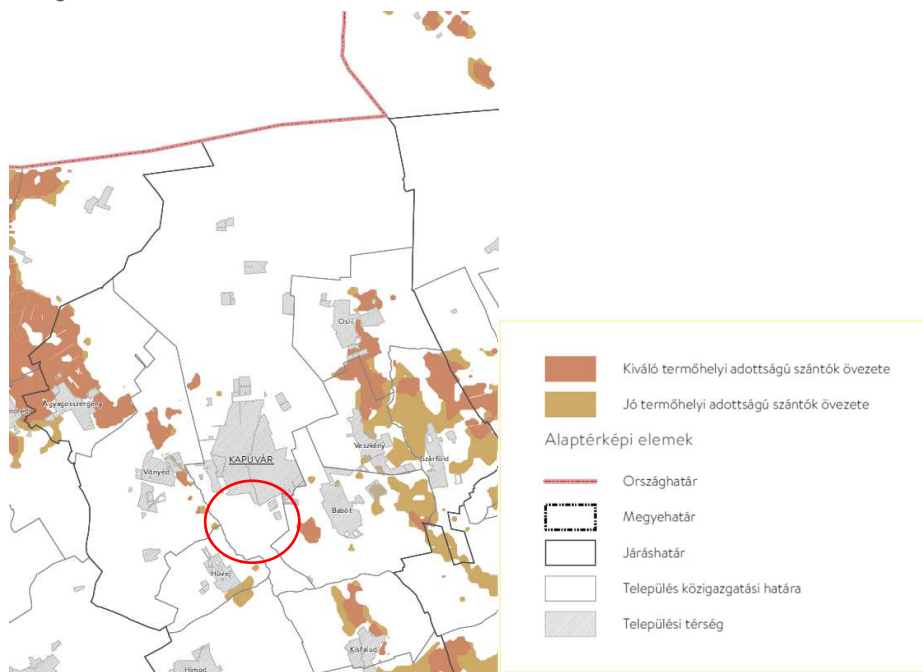 Osli
Agyagosszergény
KAPUVÁR
Veszkény
Szárföld
Vitnyéd
Babót
Hövej
Kisfalud
Himod
Kiváló termőhelyi adottságú szántók övezete
Jó termőhelyi adottságú szántók övezete
Alaptérképi elemek
Országhatár
Megyehatár
Járáshatár
Település közigazgatási határa
Települési térség